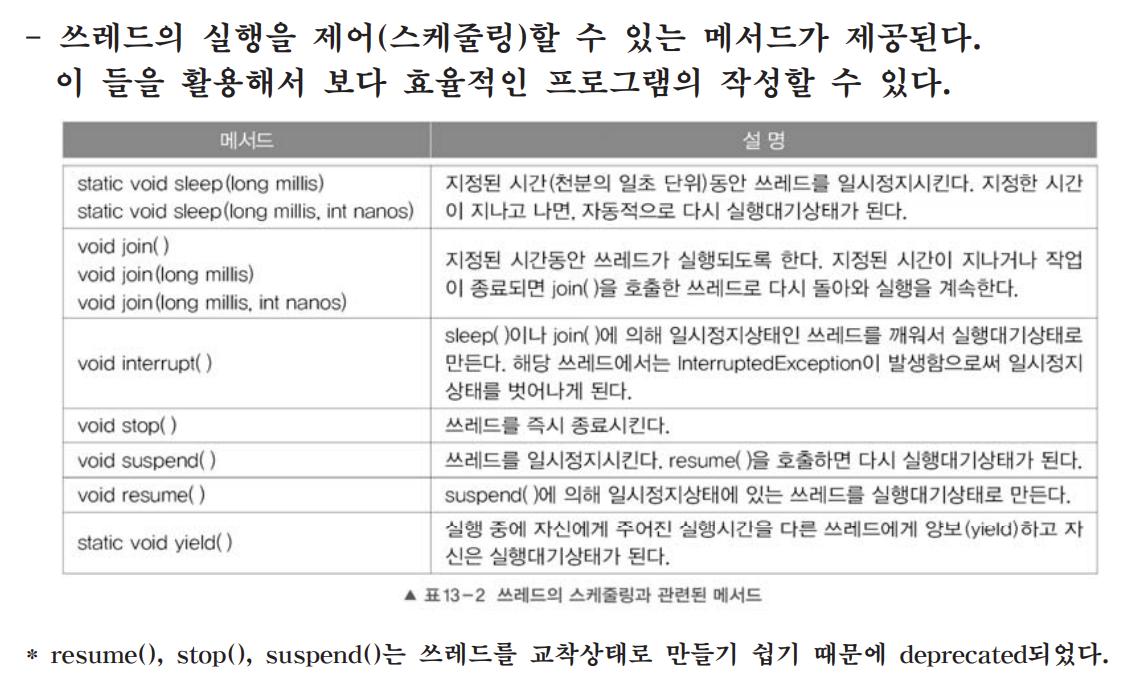 – 쓰레드의 실행을 제어(스케줄링)할 수 있는 메서드가 제공된다.
이 들을 활용해서 보다 효율적인 프로그램의 작성할 수 있다.
메서드 설 명
static void sleep(long millis)
static void sleep(long millis, int nanos)
지정된 시간(천분의 일초 단위)동안 쓰레드를 일시정지시킨다. 지정한 시간
이 지나고 나면, 자동적으로 다시 실행대기상태가 된다.
void join( )
void join(long millis)
void join(long millis, int nanos)
지정된 시간동안 쓰레드가 실행되도록 한다. 지정된 시간이 지나거나 작업
이 종료되면 join( )을 호출한 쓰레드로 다시 돌아와 실행을 계속한다.
void interrupt( )
sleep( )이나 join( )에 의해 일시정지상태인 쓰레드를 깨워서 실행대기상태로
만든다. 해당 쓰레드에서는 InterruptedException이 발생함으로써 일시정지
상태를 벗어나게 된다.
void stop( )
쓰레드를 즉시 종료시킨다.
void suspend( )
쓰레드를 일시정지시킨다. resume( )을 호출하면 다시 실행대기상태가 된다.
void resume( )
suspend( )에 의해 일시정지상태에 있는 쓰레드를 실행대기상태로 만든다.
static void yield( )
실행 중에 자신에게 주어진 실행시간을 다른 쓰레드에게 양보(yield)하고 자
신은 실행대기상태가 된다.
▲ 표13-2 쓰레드의 스케줄링과 관련된 메서드
* resume(), stop(), suspend()는 쓰레드를 교착상태로 만들기 쉽기 때문에 deprecated되었다.